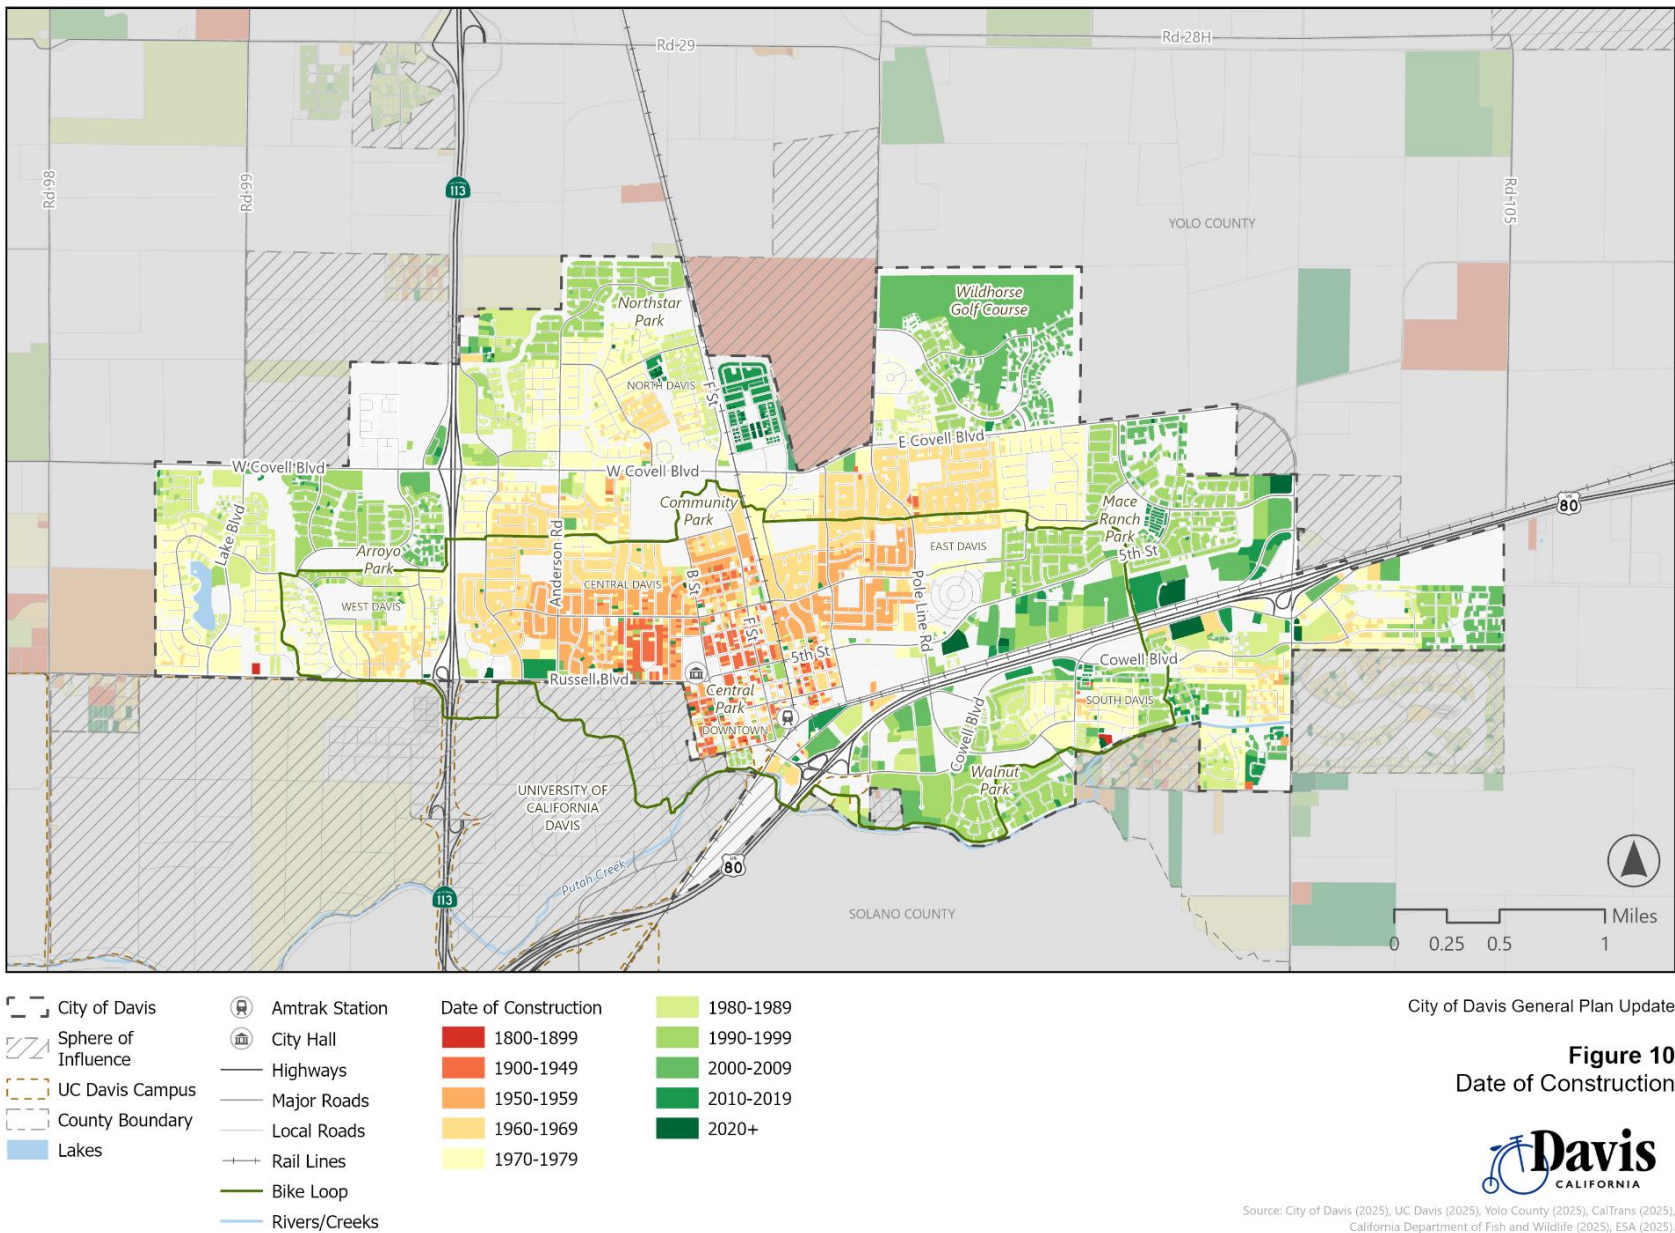 Rd 29
Rd 28H
Rd 98
Rd 99
113
Rd 105
YOLO COUNTY
Northstar
Park
Wildhorse
Golf Course
NORTH DAVIS
F St
E Covell Blvd
W Covell Blvd
W Covell Blvd
Community
Park
Mace
Ranch
Park
80
Lake Blvd
Arroyo
Park
Anderson Rd
EAST DAVIS
5th St
CENTRAL DAVIS
B St
Pole Line Rd
WEST DAVIS
F St
5th St
Cowell Blvd
Russell Blvd
Central
Park
SOUTH DAVIS
DOWNTOWN
Cowell Blvd
Walnut
Park
UNIVERSITY OF
CALIFORNIA
DAVIS
80
Putah Creek
113
SOLANO COUNTY
Miles
0 0.25 0.5 1
City of Davis
Sphere of
Influence
UC Davis Campus
County Boundary
Lakes
Amtrak Station
City Hall
Highways
Major Roads
Local Roads
Rail Lines
Bike Loop
Rivers/Creeks
Date of Construction
1800-1899
1900-1949
1950-1959
1960-1969
1970-1979
1980-1989
1990-1999
2000-2009
2010-2019
2020+
City of Davis General Plan Update
Figure 10
Date of Construction
Davis
CALIFORNIA
Source: City of Davis (2025), UC Davis (2025), Yolo County (2025), CalTrans (2025),
California Department of Fish and Wildlife (2025), ESA (2025).